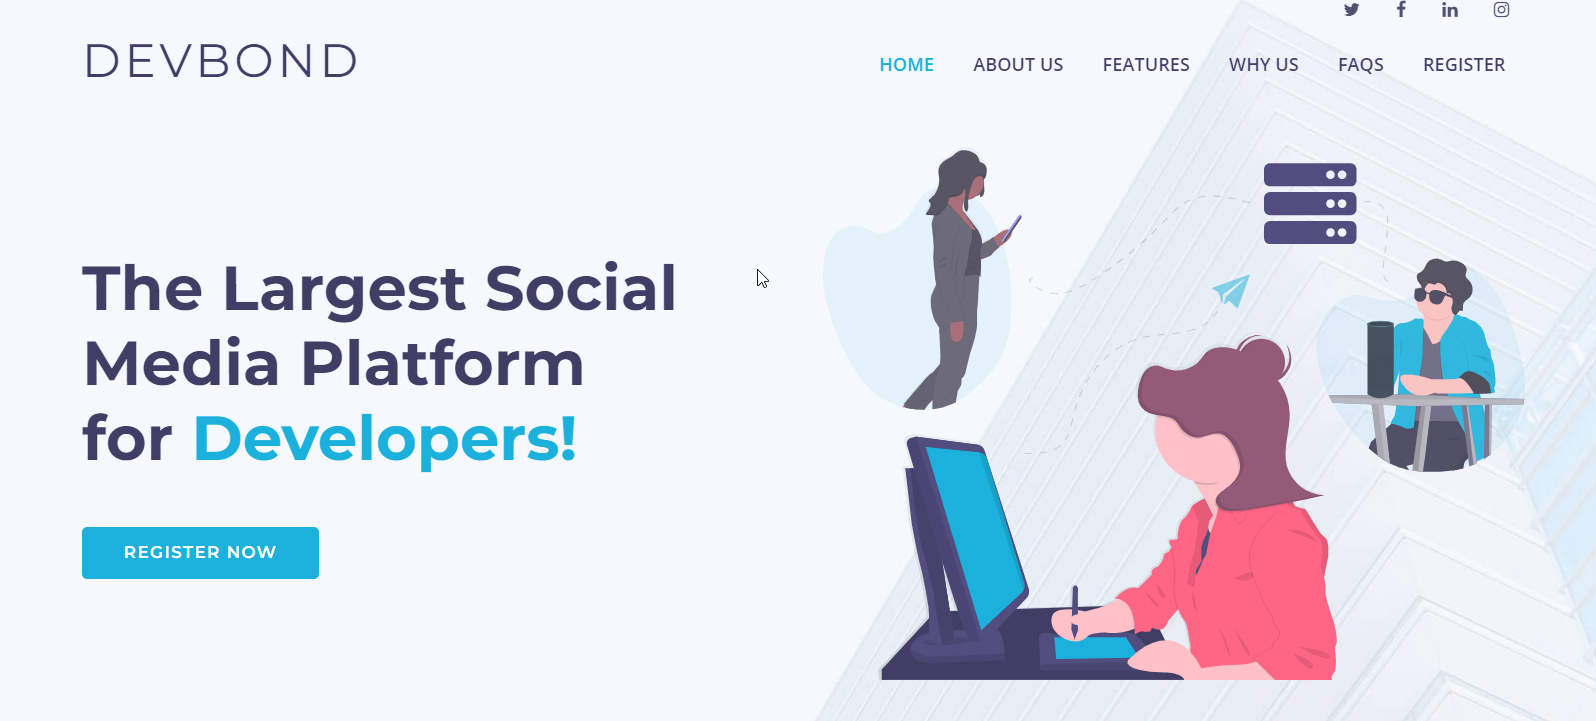 DEVBOND
HOME ABOUT US FEATURES WHY US FAQS REGISTER
The Largest Social
Media Platform
for Developers!
REGISTER NOW